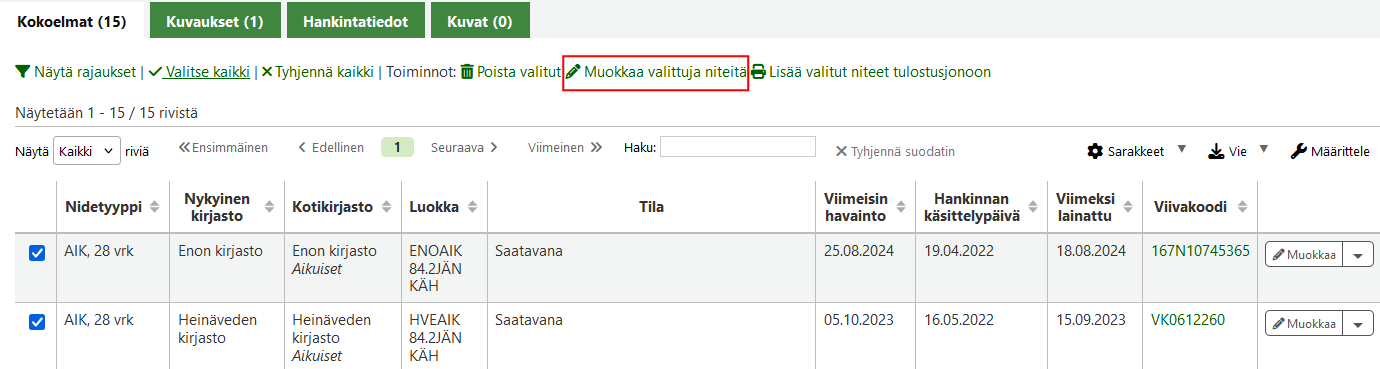 Kokoelmat (15) Kuvaukset (1) Hankintatiedot Kuvat (0)
Näytä rajaukset | Valitse kaikki | Tyhjennä kaikki | Toiminnot: Poista valitut Muokkaa valittuja niteitä Lisää valitut niteet tulostusjonoon
Näytetään 1 - 15 / 15 rivistä
Näytä Kaikki riviä Ensimmäinen Edellinen 1 Seuraava Viimeinen Haku: Tyhjennä suodatin Sarakkeet Vie Määrittele
Nidetyyppi Nykyinen kirjasto Kotikirjasto Luokka Tila Viimeisin havainto Hankinnan käsittelypäivä Viimeksi lainattu Viivakoodi
AIK, 28 vrk Enon kirjasto Enon kirjasto ENOAIK Saatavana 25.08.2024 19.04.2022 18.08.2024 167N10745365 Muokkaa
Aikuiset 84.2JÄN
KÄH
AIK, 28 vrk Heinäveden Heinäveden HVEAIK Saatavana 05.10.2023 16.05.2022 15.09.2023 VK0612260 Muokkaa
kirjasto kirjasto 84.2JÄN
Aikuiset KÄH